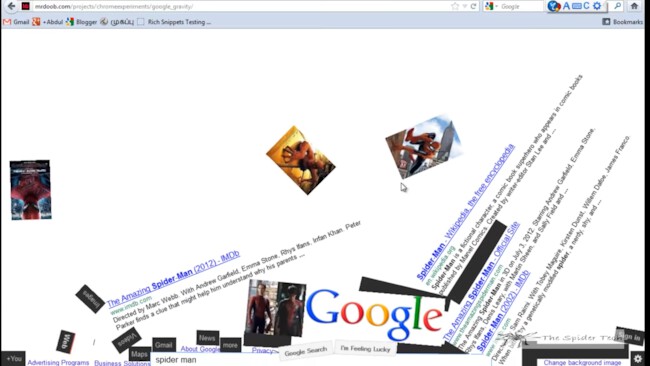 mrdoob.com/projects/chromeexperiments/google_gravity/
Google
Gmail
+Abdul
Blogger
Rich Snippets Testing ...
Bookmarks
Spider Man - Wikipedia, the free encyclopedia
en.wikipedia.org
Spider Man is a fictional character, a comic book superhero who appears in comic books
published by Marvel Comics. Created by writer-editor Stan Lee and ...
The Amazing Spider Man - Official Site
www.theamazingspiderman.com
The Amazing Spider Man in 3D on July 3, 2012. Starring Andrew Garfield, Emma Stone,
Rhys Ifans, Denis Leary, with Martin Sheen, and Sally Field and ...
Spider Man (2002) - IMDb
Sam Raimi. With Tobey Maguire, Kirsten Dunst, Willem Dafoe, James Franco.
When bitten by a genetically modified spider, a nerdy, shy, and ...
The Amazing Spider Man (2012) - IMDb
www.imdb.com
Directed by Marc Webb. With Andrew Garfield, Emma Stone, Rhys Ifans, Irrfan Khan. Peter
Parker finds a clue that might help him understand why his parents ...
Images
Google
Web
Videos
Maps
Gmail
News
more
The Spider Tech
+You
Advertising Programs
Business Solutions
About Google
Privacy
spider man
Google Search
I'm Feeling Lucky
Sign in
Change background image